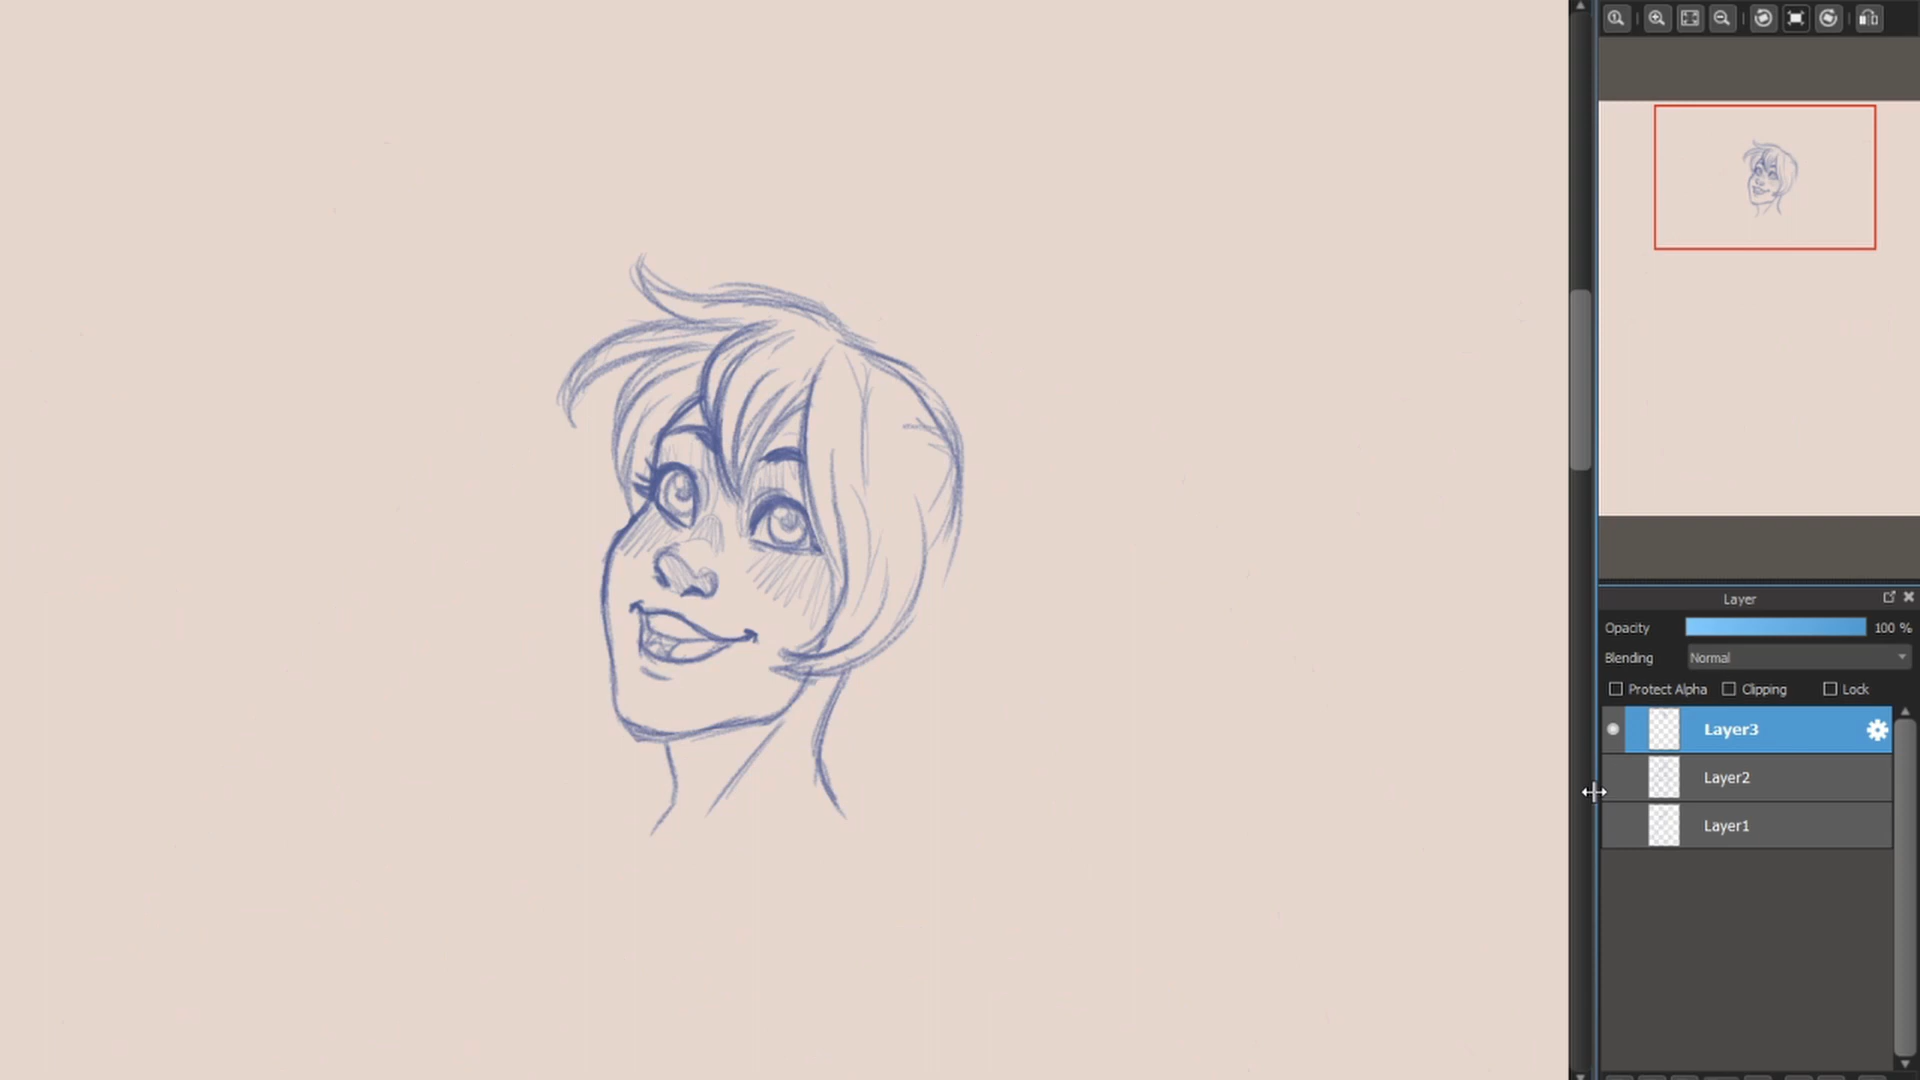 Layer
Opacity 100 %
Blending Normal
Protect Alpha Clipping Lock
Layer3
Layer2
Layer1